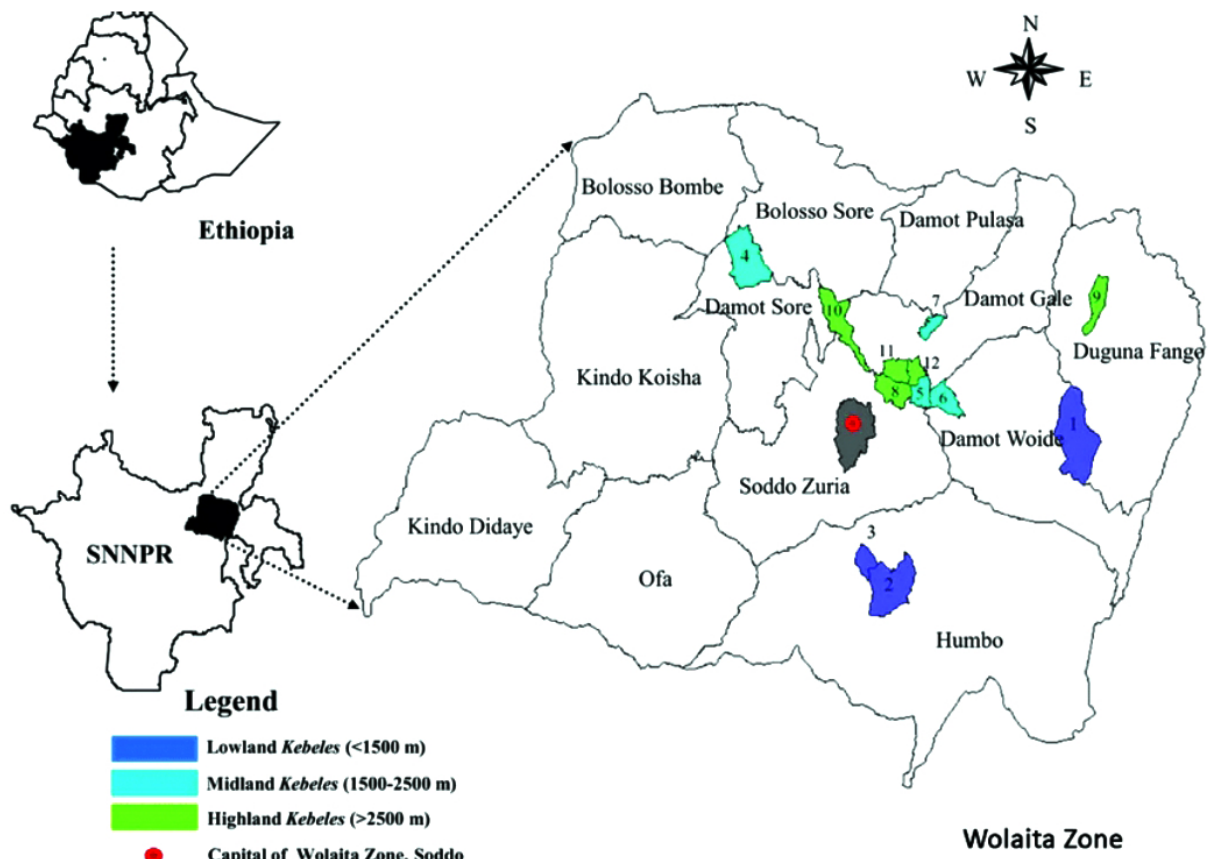 N
W E
S
Ethiopia
SNNPR
Bolosso Bombe
Bolosso Sore
Damot Pulasa
4
Damot Sore
10
7
Damot Gale
9
Duguna Fango
Kindo Koisha
11
12
8
5
6
Damot Woide
1
Soddo Zuria
Kindo Didaye
Ofa
3
2
Humbo
Legend
Lowland Kebeles (<1500 m)
Midland Kebeles (1500-2500 m)
Highland Kebeles (>2500 m)
Capital of Wolaita Zone, Soddo
Wolaita Zone